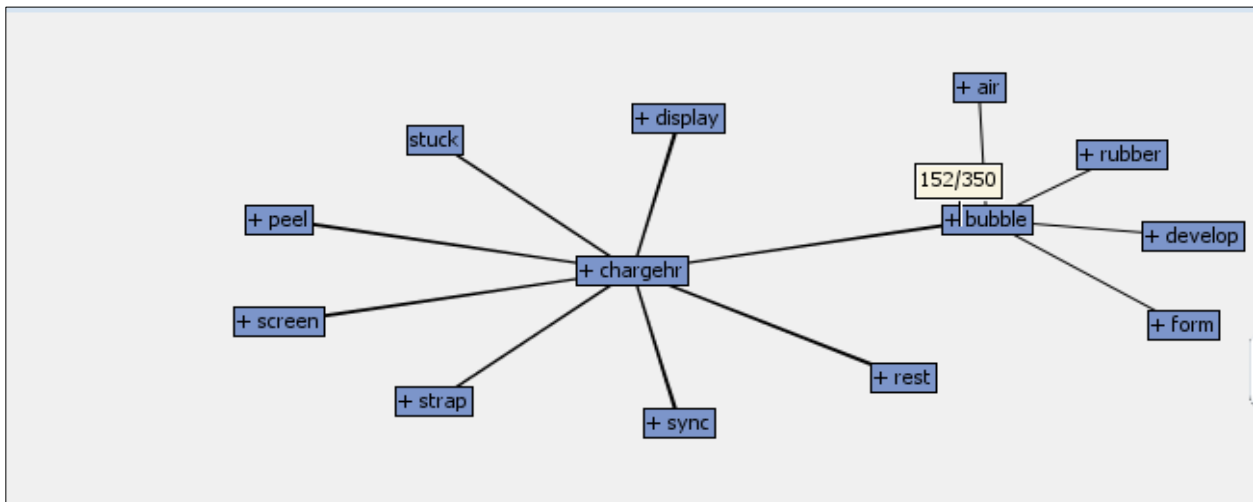 + air
+ display
stuck
+ rubber
152/350
+ peel
+ bubble
+ develop
+ chargehr
+ screen
+ form
+ rest
+ strap
+ sync